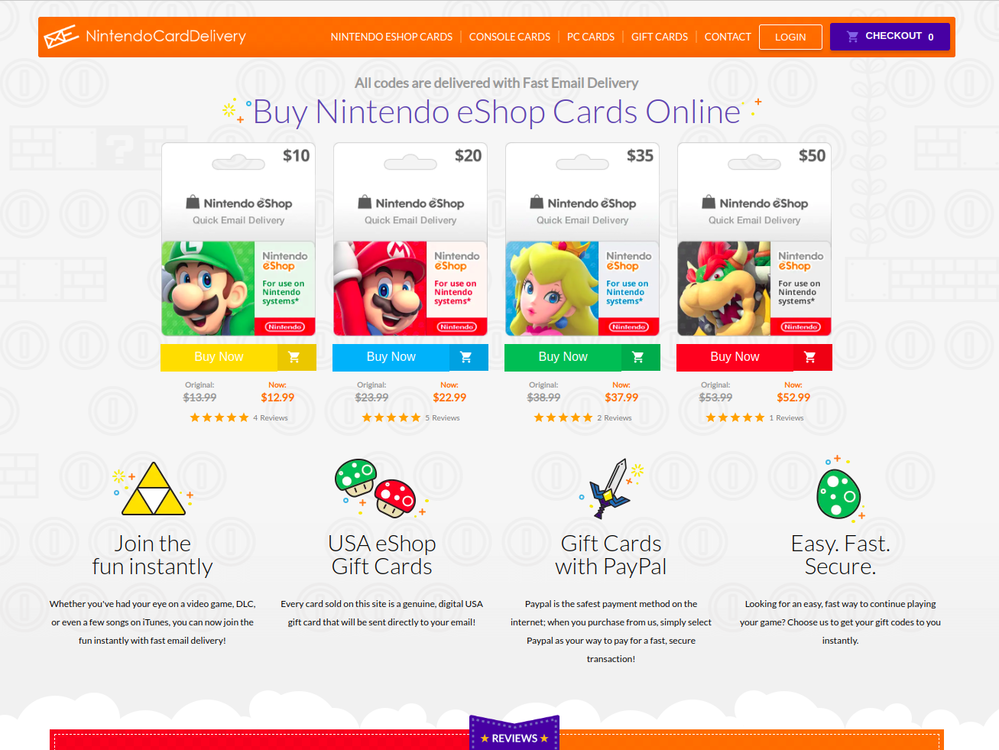 NintendoCardDelivery
NINTENDO ESHOP CARDS
CONSOLE CARDS
PC CARDS
GIFT CARDS
CONTACT
LOGIN
CHECKOUT 0
All codes are delivered with Fast Email Delivery
Buy Nintendo eShop Cards Online
$10
Nintendo eShop
Quick Email Delivery
L
Nintendo
eShop
For use on
Nintendo
systems*
Nintendo
Buy Now
Original:
Now:
$13.99
$12.99
4 Reviews
$20
Nintendo eShop
Quick Email Delivery
M
Nintendo
eShop
For use on
Nintendo
systems*
Nintendo
Buy Now
Original:
Now:
$23.99
$22.99
5 Reviews
$35
Nintendo eShop
Quick Email Delivery
Nintendo
eShop
For use on
Nintendo
systems*
Nintendo
Buy Now
Original:
Now:
$38.99
$37.99
2 Reviews
$50
Nintendo eShop
Quick Email Delivery
Nintendo
eShop
For use on
Nintendo
systems*
Nintendo
Buy Now
Original:
Now:
$53.99
$52.99
1 Reviews
Join the
fun instantly
Whether you've had your eye on a video game, DLC,
or even a few songs on iTunes, you can now join the
fun instantly with fast email delivery!
USA eShop
Gift Cards
Every card sold on this site is a genuine, digital USA
gift card that will be sent directly to your email!
Gift Cards
with PayPal
Paypal is the safest payment method on the
internet; when you purchase from us, simply select
Paypal as your way to pay for a fast, secure
transaction!
Easy. Fast.
Secure.
Looking for an easy, fast way to continue playing
your game? Choose us to get your gift codes to you
instantly.
★ REVIEWS ★